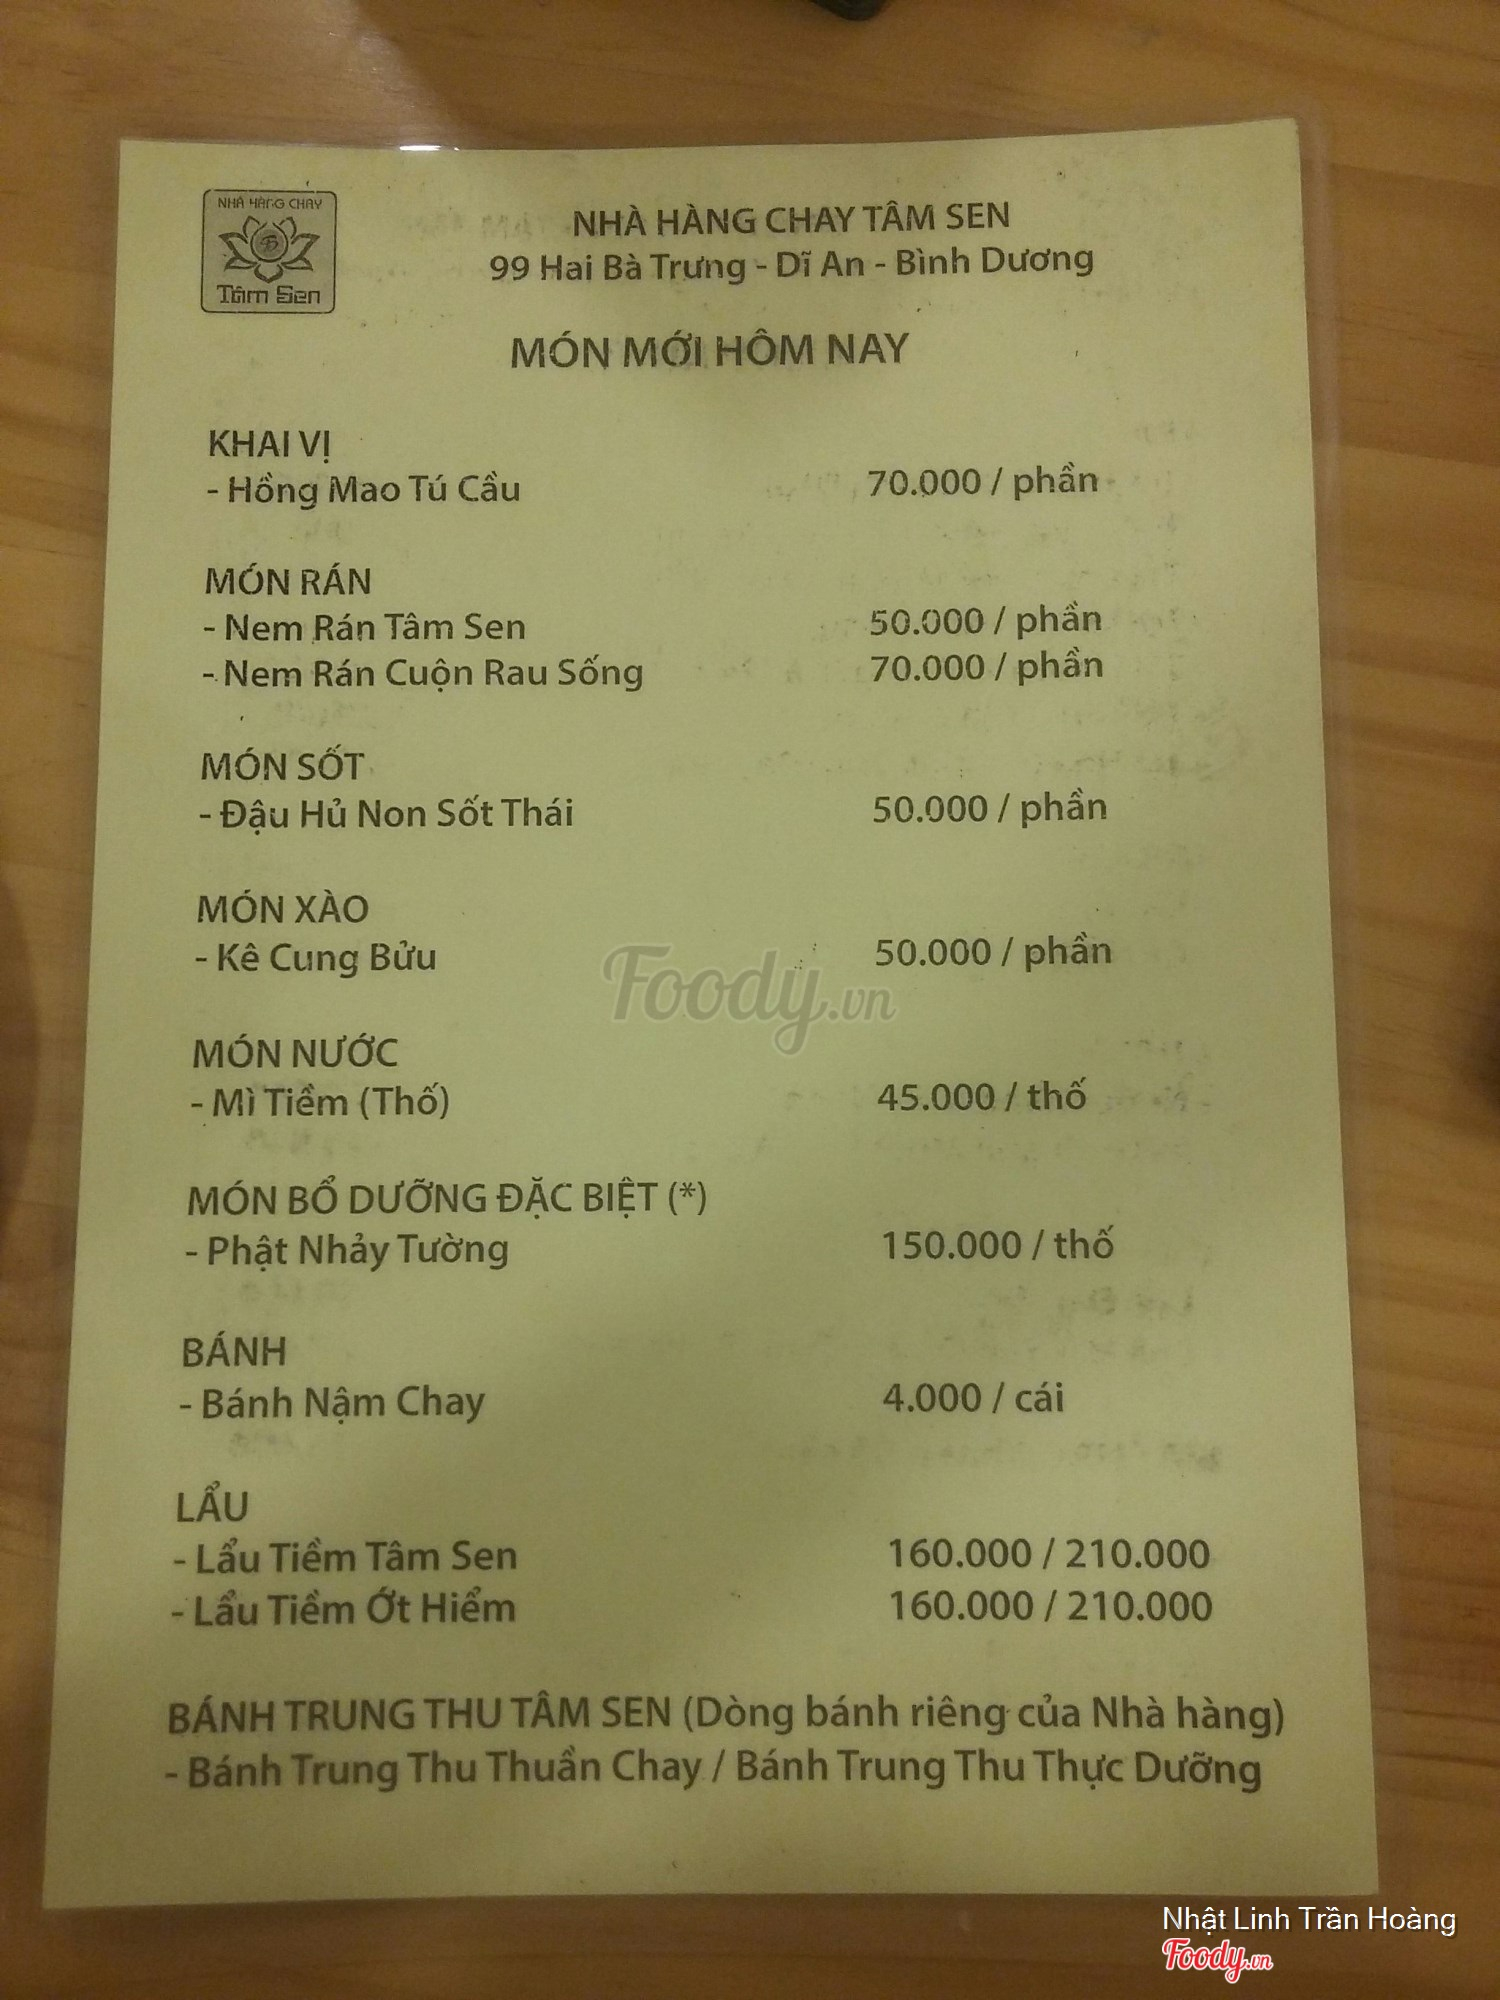 NHÀ HÀNG CHAY
Tâm Sen
NHÀ HÀNG CHAY TÂM SEN
99 Hai Bà Trưng - Dĩ An - Bình Dương
MÓN MỚI HÔM NAY
KHAI VỊ
- Hồng Mao Tú Cầu 70.000 / phần
MÓN RÁN
- Nem Rán Tâm Sen 50.000 / phần
- Nem Rán Cuộn Rau Sống 70.000 / phần
MÓN SỐT
- Đậu Hủ Non Sốt Thái 50.000 / phần
MÓN XÀO
- Kê Cung Bửu 50.000 / phần
Foody.vn
MÓN NƯỚC
- Mì Tiềm (Thố) 45.000 / thố
MÓN BỔ DƯỠNG ĐẶC BIỆT (*)
- Phật Nhảy Tường 150.000 / thố
BÁNH
- Bánh Nậm Chay 4.000 / cái
LẨU
- Lẩu Tiềm Tâm Sen 160.000 / 210.000
- Lẩu Tiềm Ớt Hiểm 160.000 / 210.000
BÁNH TRUNG THU TÂM SEN (Dòng bánh riêng của Nhà hàng)
- Bánh Trung Thu Thuần Chay / Bánh Trung Thu Thực Dưỡng
Nhật Linh Trần Hoàng
Foody.vn